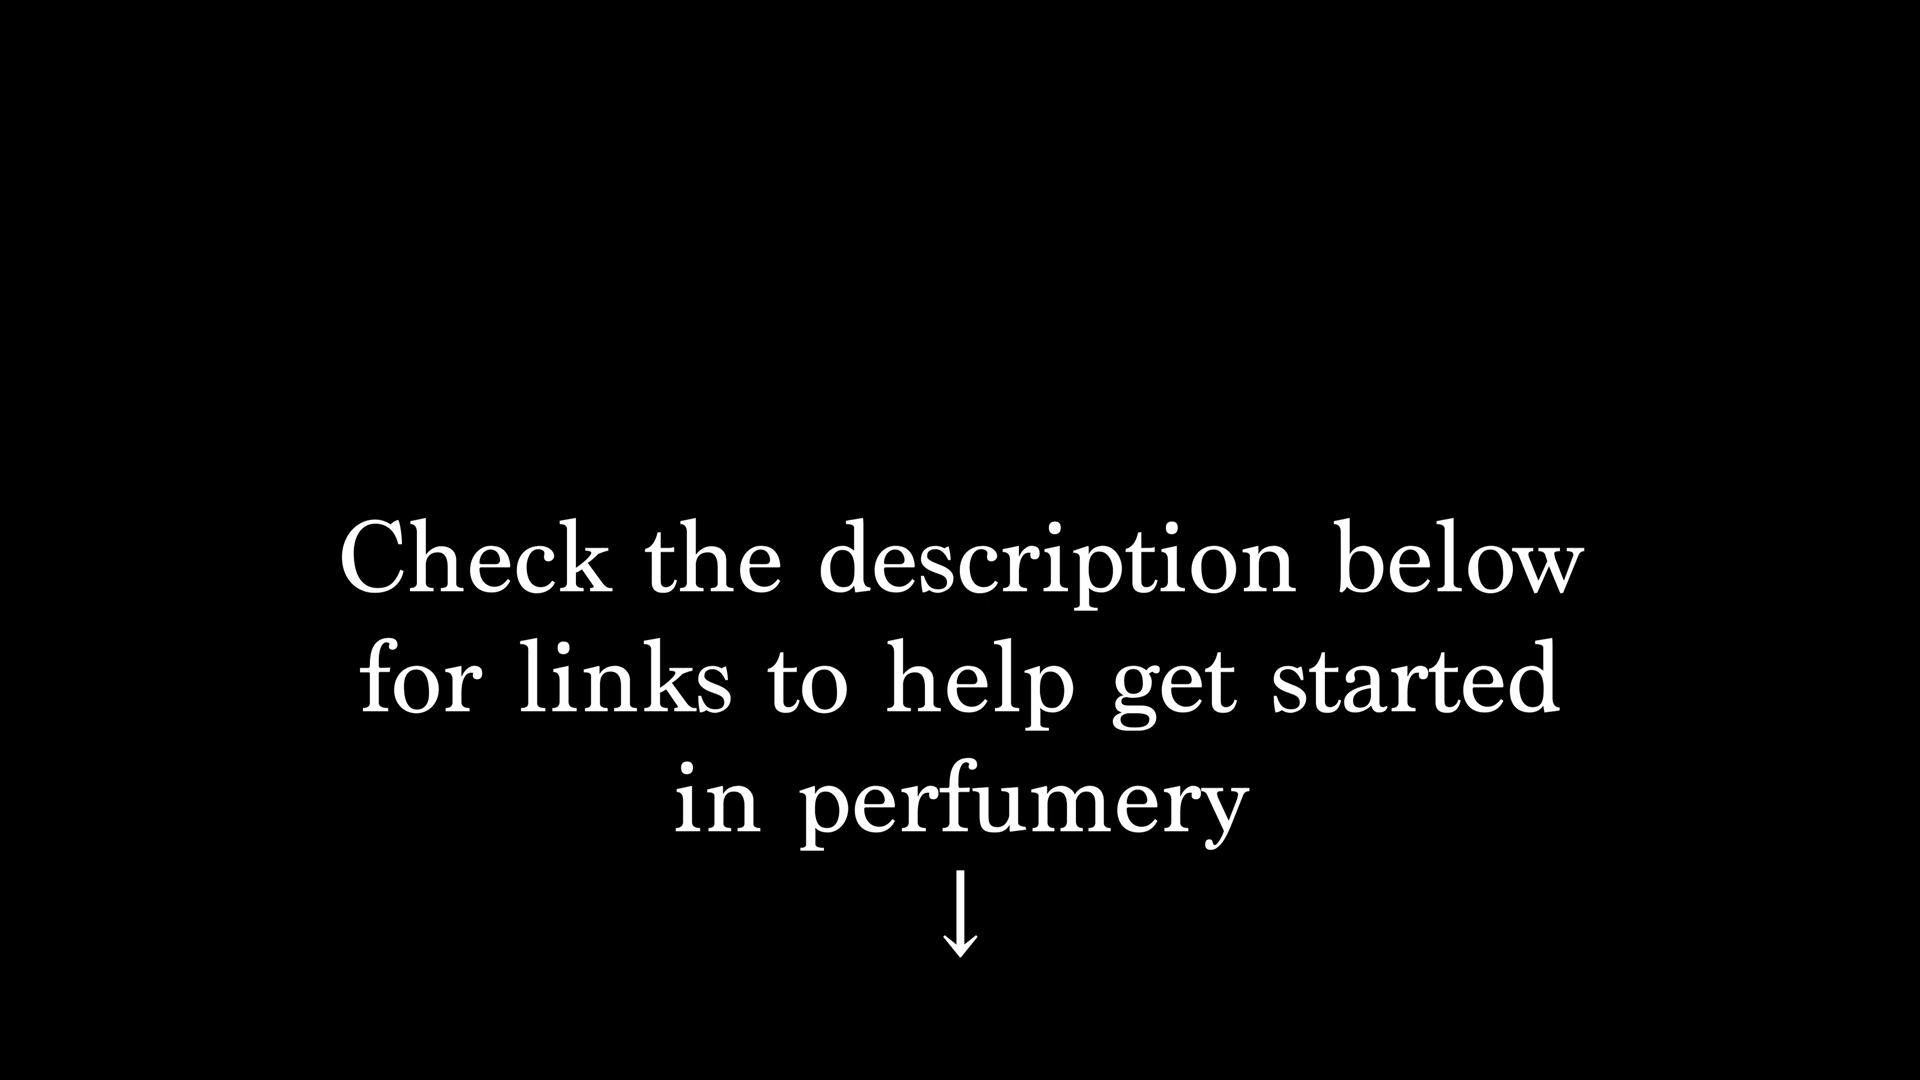 Check the description below
for links to help get started
in perfumery
↓